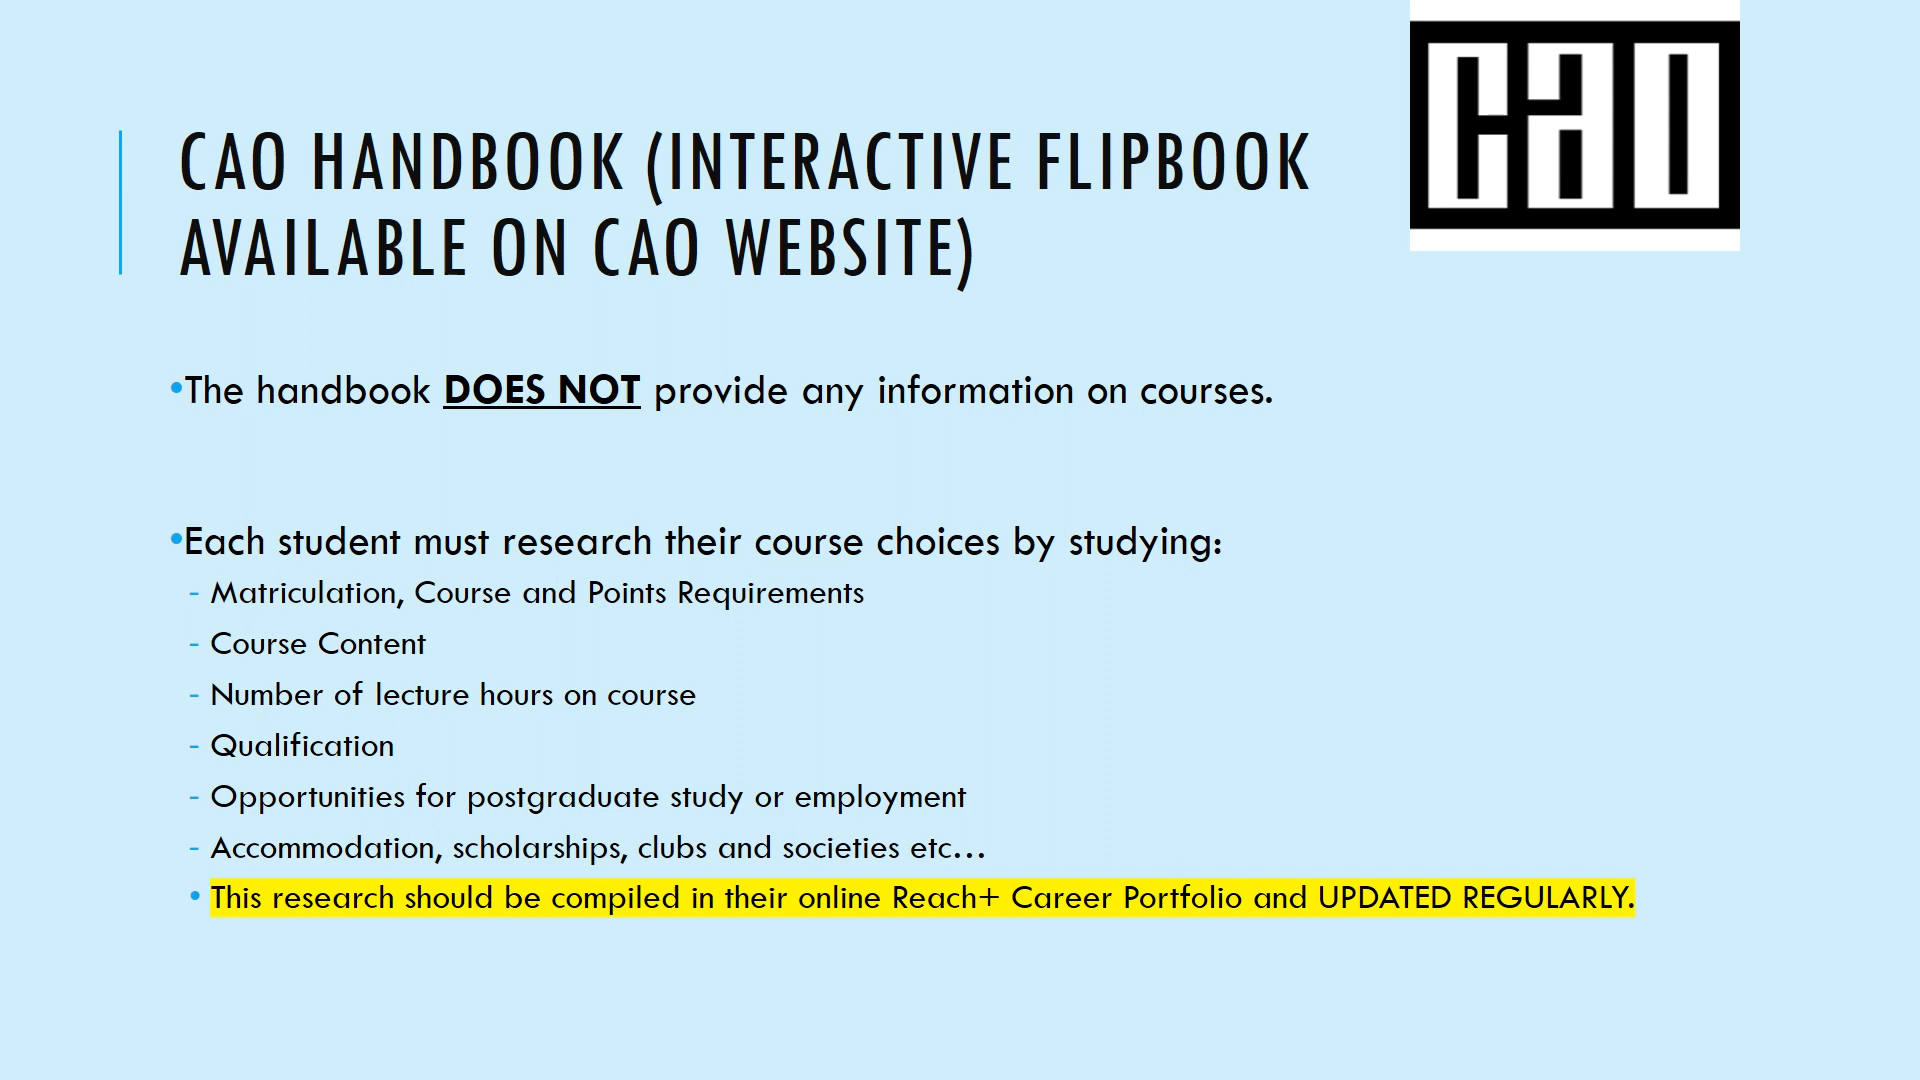 cao
CAO HANDBOOK (INTERACTIVE FLIPBOOK
AVAILABLE ON CAO WEBSITE)
•The handbook DOES NOT provide any information on courses.
•Each student must research their course choices by studying:
- Matriculation, Course and Points Requirements
- Course Content
- Number of lecture hours on course
- Qualification
- Opportunities for postgraduate study or employment
- Accommodation, scholarships, clubs and societies etc…
• This research should be compiled in their online Reach+ Career Portfolio and UPDATED REGULARLY.